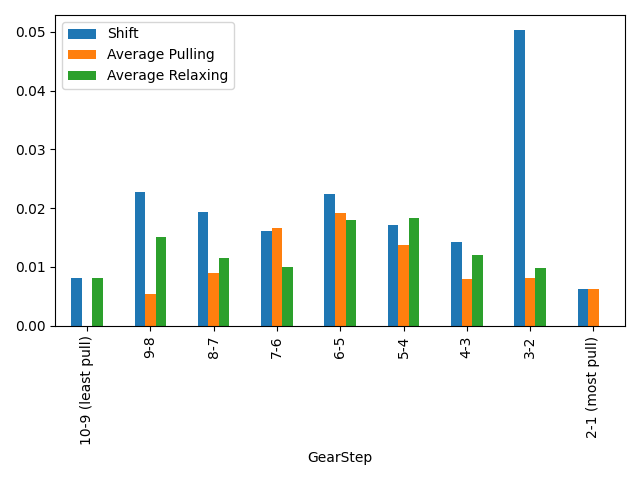 Shift
Average Pulling
Average Relaxing
0.05
0.04
0.03
0.02
0.01
0.00
10-9 (least pull)
9-8
8-7
7-6
6-5
5-4
4-3
3-2
2-1 (most pull)
GearStep